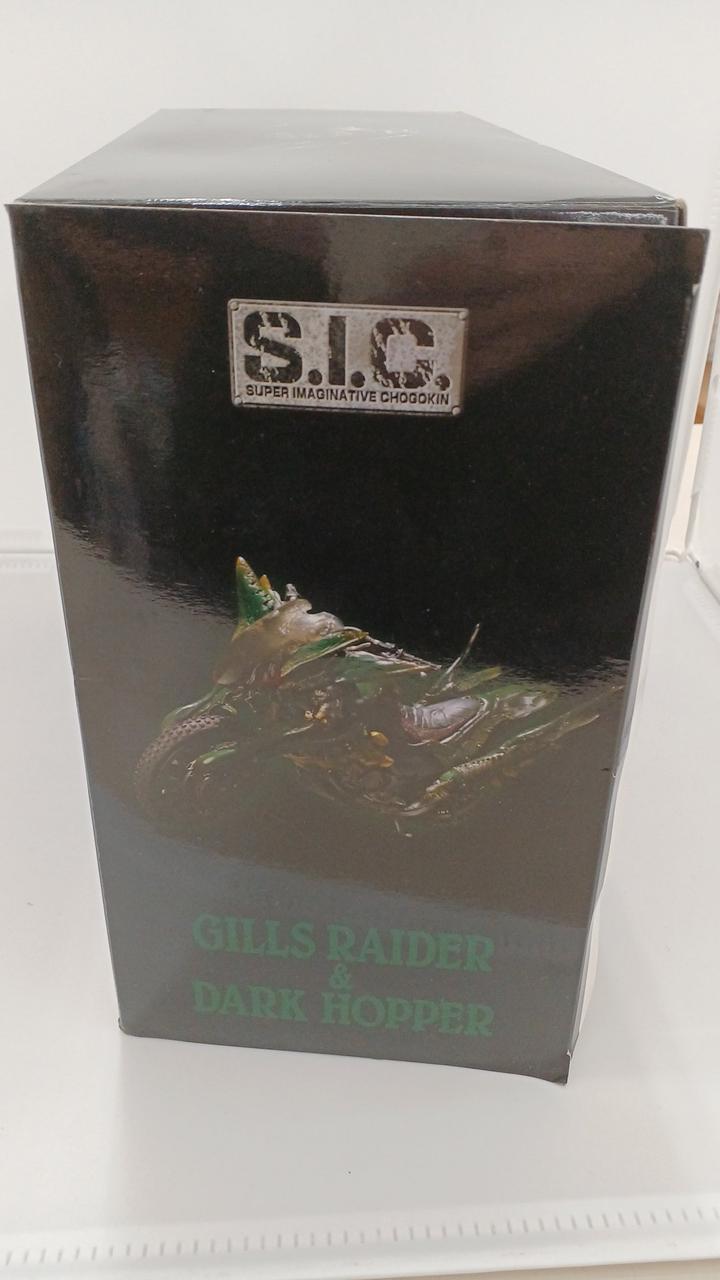 S.I.C.
SUPER IMAGINATIVE CHOGOKIN
GILLS RAIDER
&
DARK HOPPER